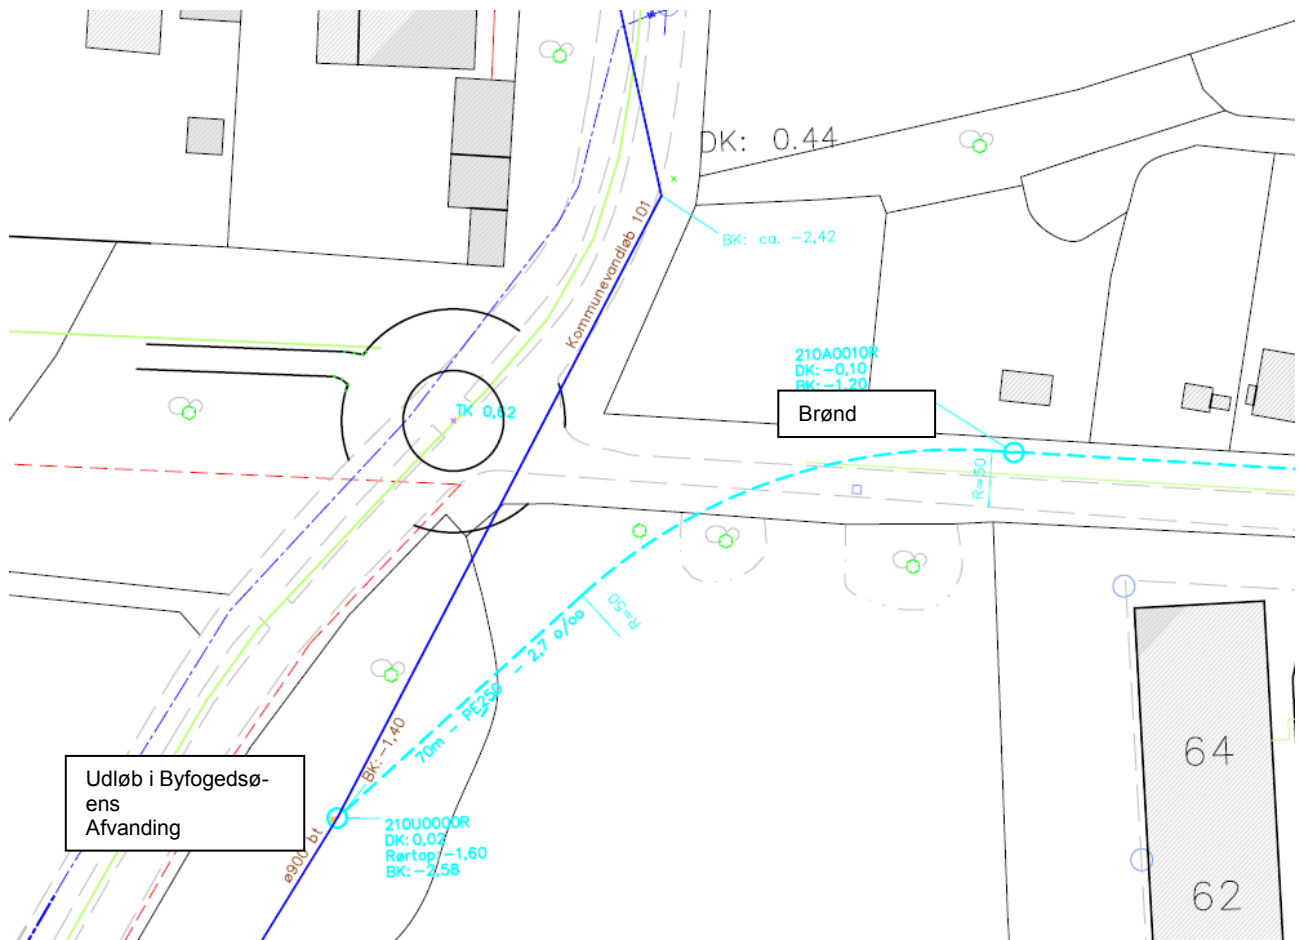 DK: 0.44
Kommunevandløb 101
BK: ca. -2,42
210A0010R
DK: -0,10
BK: -1,20
Brønd
TK 0,62
R=50
R=50
70m - PE250 - 2,7 o/oo
BK: -1,40
Udløb i Byfogedsø-
ens
Afvanding
ø900 bt
210U0000R
DK: 0,02
Rørtop: -1,60
BK: -2,58
64
62